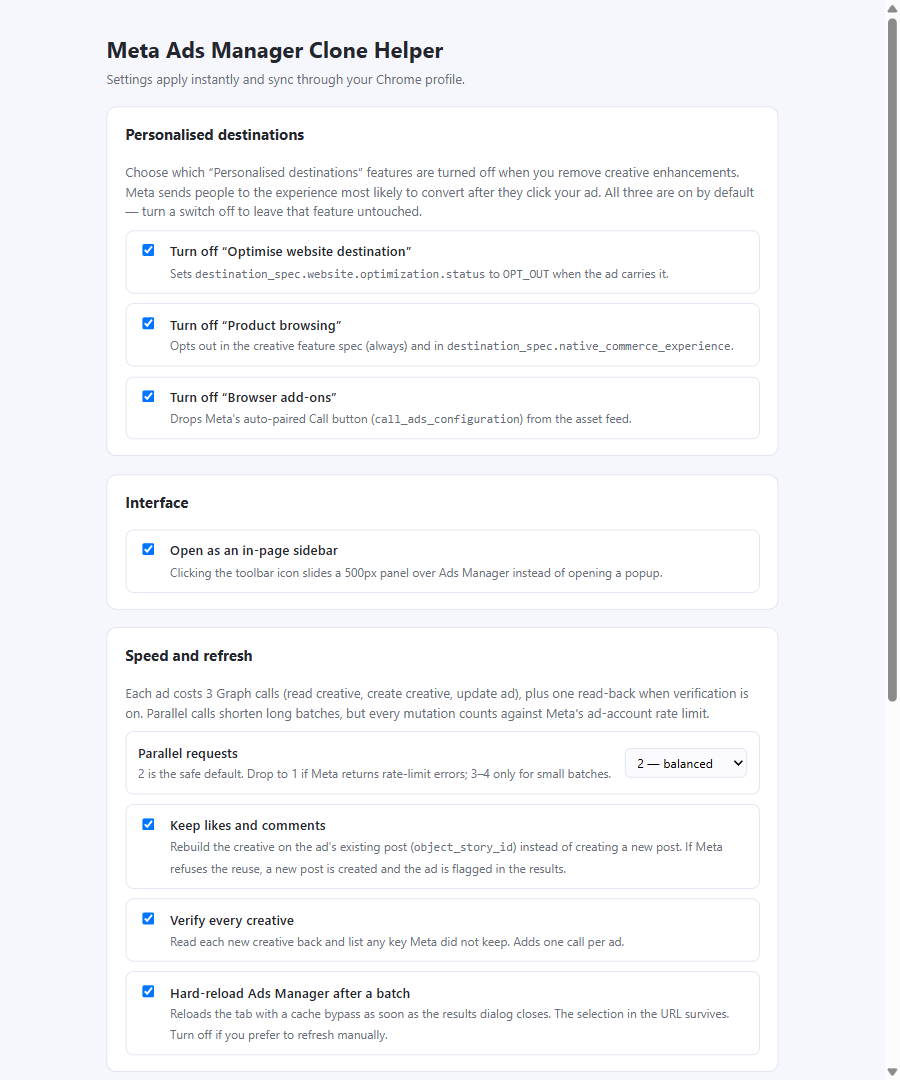 Meta Ads Manager Clone Helper
Settings apply instantly and sync through your Chrome profile.
Personalised destinations
Choose which “Personalised destinations” features are turned off when you remove creative enhancements.
Meta sends people to the experience most likely to convert after they click your ad. All three are on by default
— turn a switch off to leave that feature untouched.
Turn off “Optimise website destination”
Sets destination_spec.website.optimization.status to OPT_OUT when the ad carries it.
Turn off “Product browsing”
Opts out in the creative feature spec (always) and in destination_spec.native_commerce_experience.
Turn off “Browser add-ons”
Drops Meta's auto-paired Call button (call_ads_configuration) from the asset feed.
Interface
Open as an in-page sidebar
Clicking the toolbar icon slides a 500px panel over Ads Manager instead of opening a popup.
Speed and refresh
Each ad costs 3 Graph calls (read creative, create creative, update ad), plus one read-back when verification is
on. Parallel calls shorten long batches, but every mutation counts against Meta's ad-account rate limit.
Parallel requests
2 is the safe default. Drop to 1 if Meta returns rate-limit errors; 3–4 only for small batches.
2 — balanced
Keep likes and comments
Rebuild the creative on the ad's existing post (object_story_id) instead of creating a new post. If Meta
refuses the reuse, a new post is created and the ad is flagged in the results.
Verify every creative
Read each new creative back and list any key Meta did not keep. Adds one call per ad.
Hard-reload Ads Manager after a batch
Reloads the tab with a cache bypass as soon as the results dialog closes. The selection in the URL survives.
Turn off if you prefer to refresh manually.